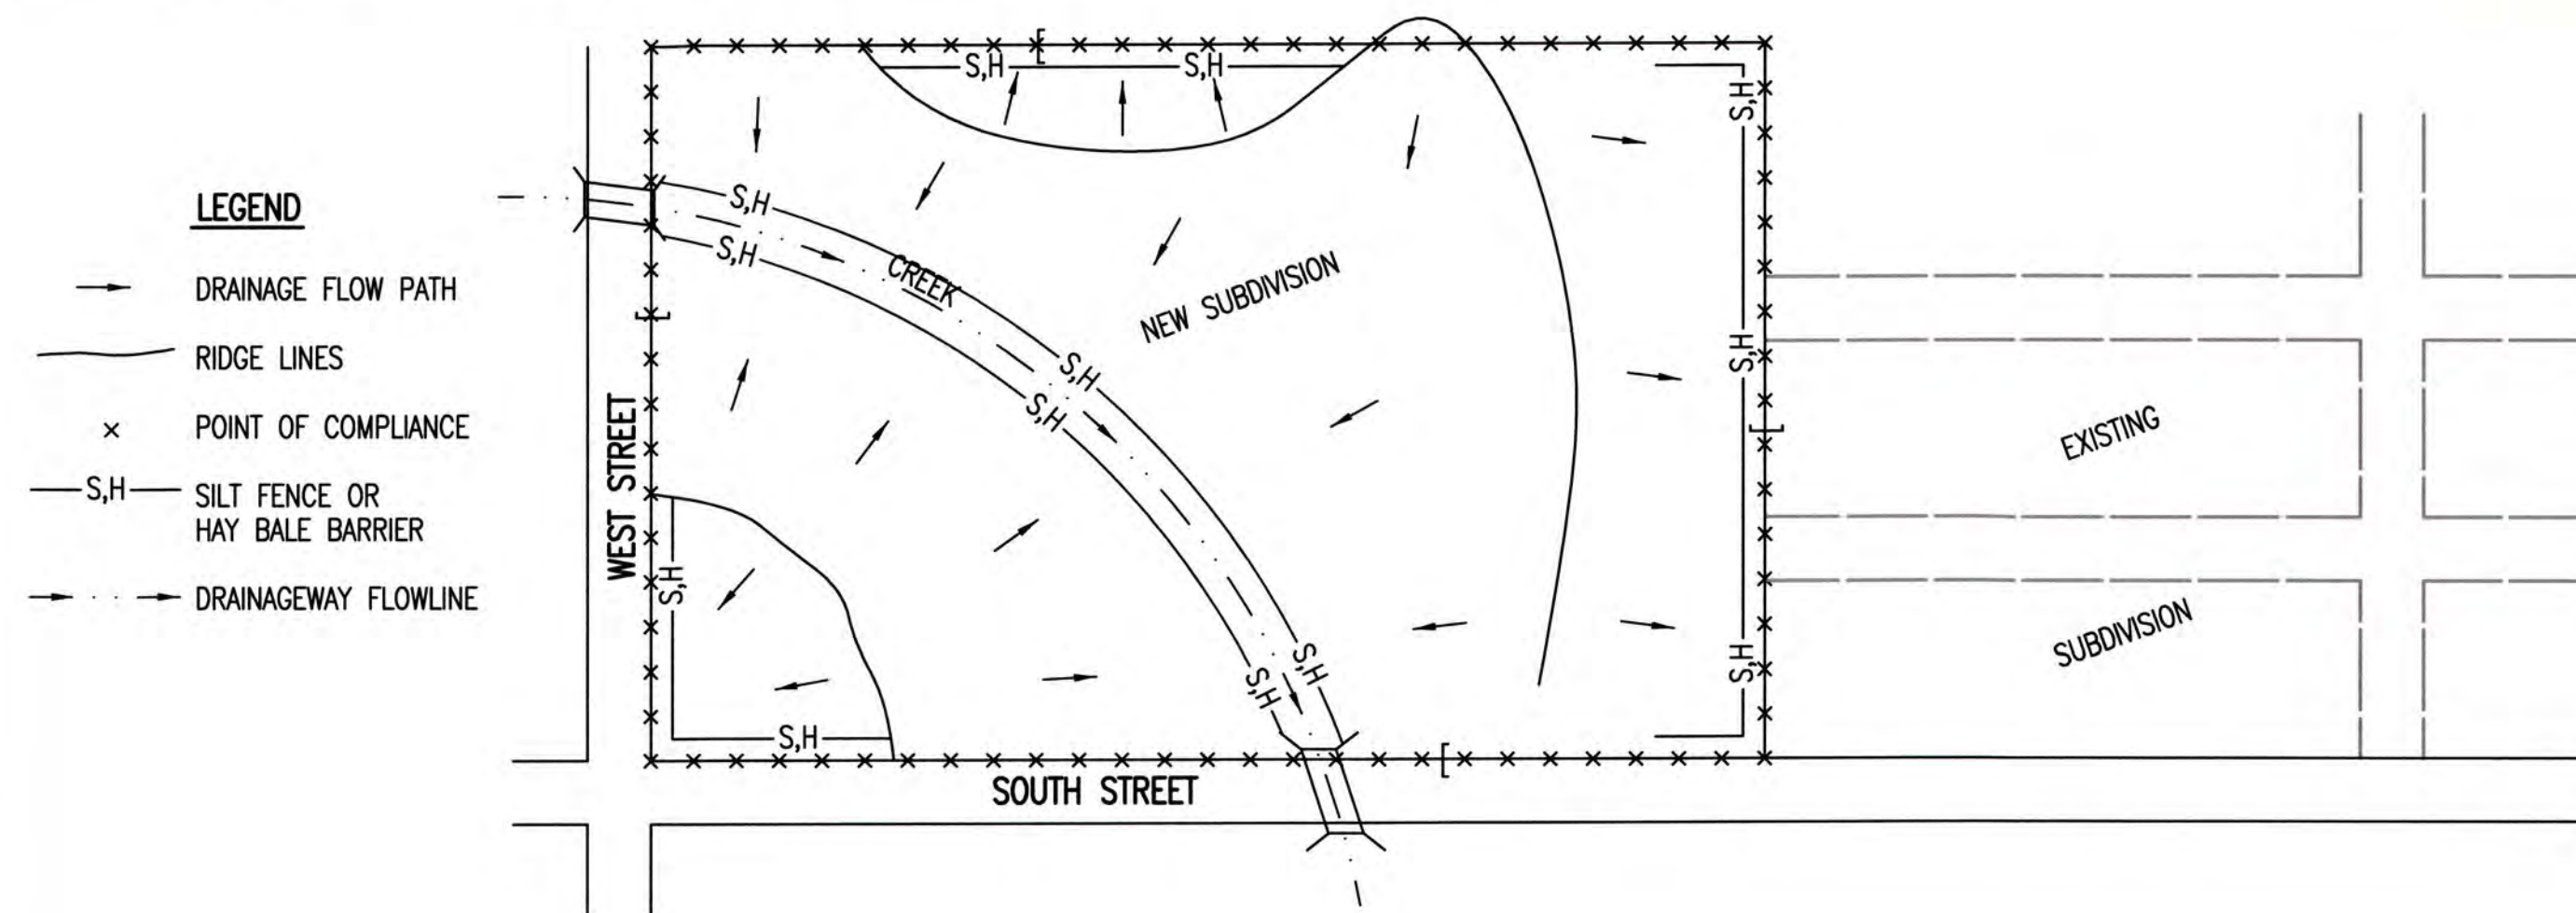 LEGEND
DRAINAGE FLOW PATH
RIDGE LINES
POINT OF COMPLIANCE
S,H
SILT FENCE OR
HAY BALE BARRIER
DRAINAGEWAY FLOWLINE
S,H
S,H
S,H
S,H
S,H
CREEK
NEW SUBDIVISION
S,H
S,H
S,H
WEST STREET
EXISTING
S,H
SUBDIVISION
S,H
S,H
S,H
S,H
SOUTH STREET